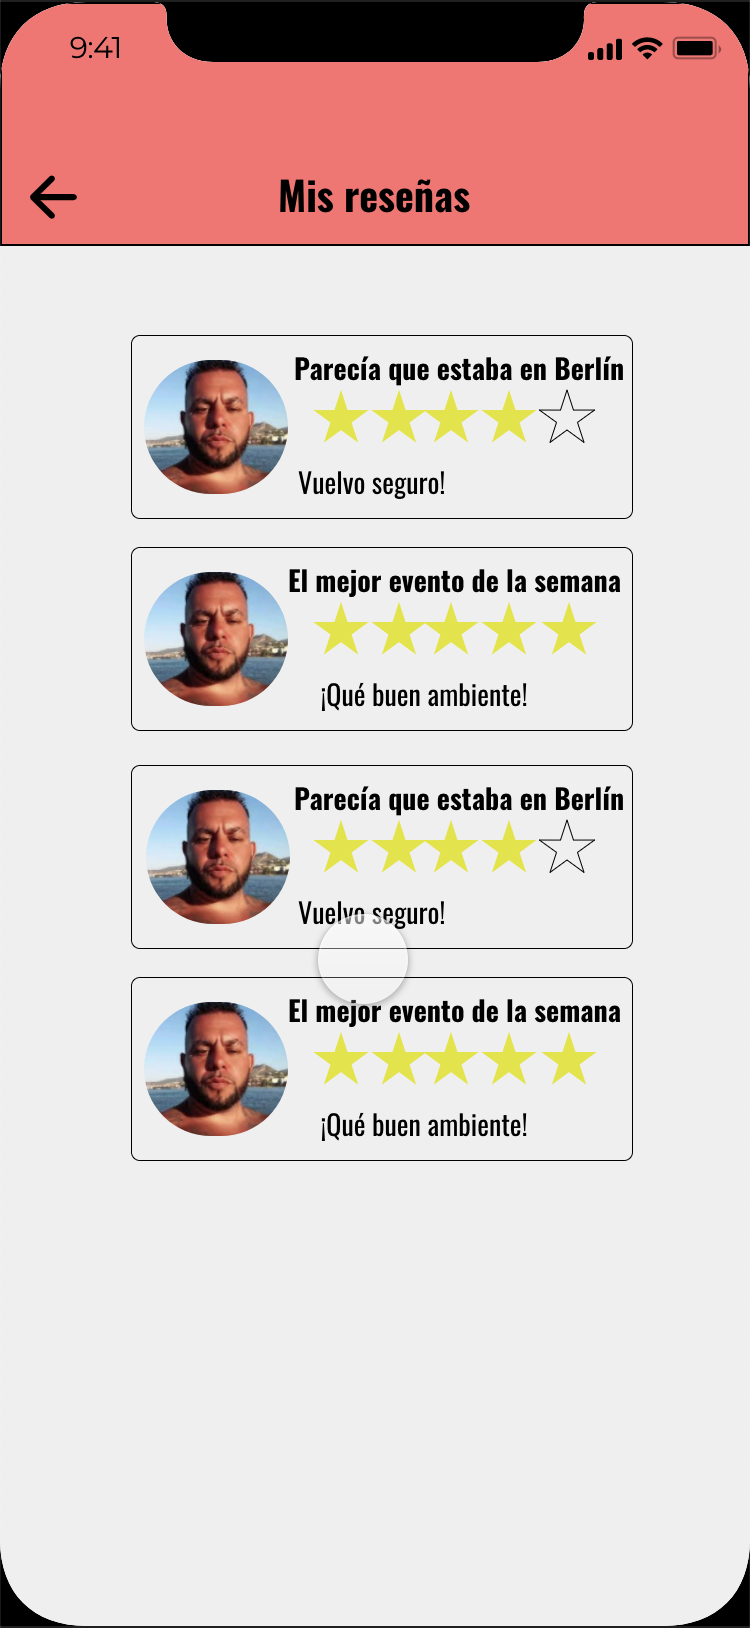 9:41
Mis reseñas
Parecía que estaba en Berlín
Vuelvo seguro!
El mejor evento de la semana
¡Qué buen ambiente!
Parecía que estaba en Berlín
Vuelvo seguro!
El mejor evento de la semana
¡Qué buen ambiente!